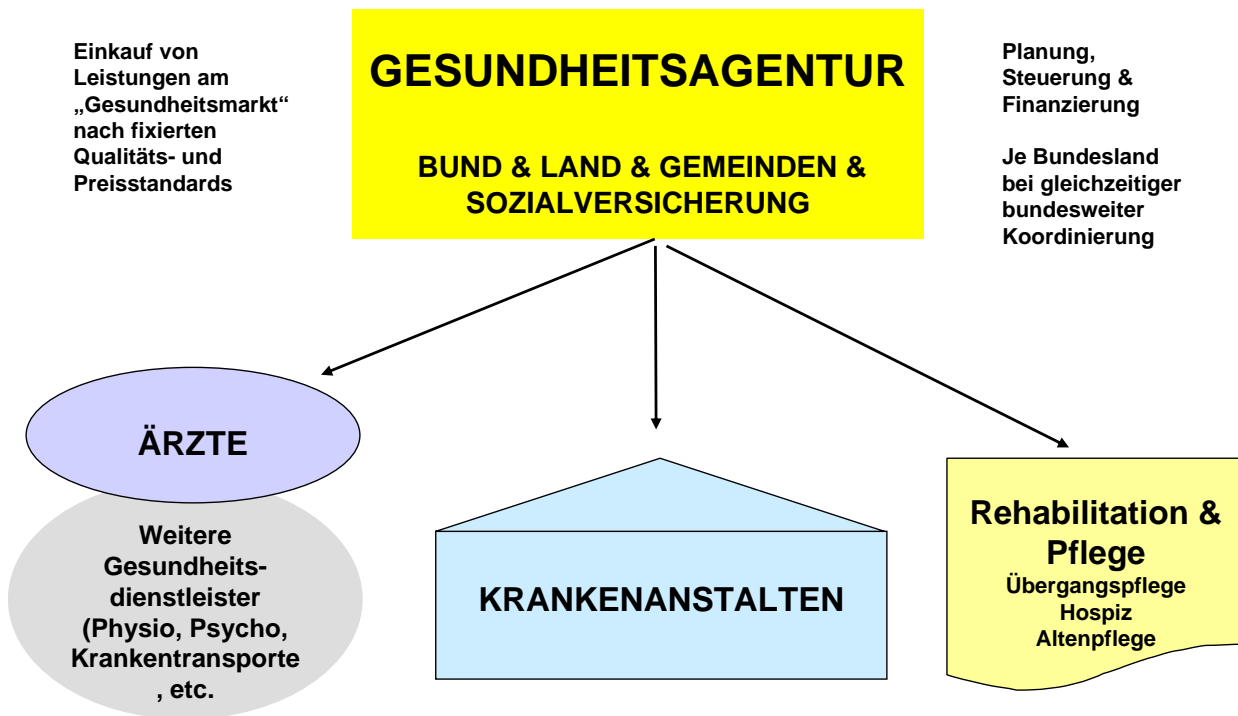 Einkauf von
Leistungen am
„Gesundheitsmarkt“
nach fixierten
Qualitäts- und
Preisstandards
GESUNDHEITSAGENTUR
BUND & LAND & GEMEINDEN &
SOZIALVERSICHERUNG
Planung,
Steuerung &
Finanzierung
Je Bundesland
bei gleichzeitiger
bundesweiter
Koordinierung
ÄRZTE
Weitere
Gesundheits-
dienstleister
(Physio, Psycho,
Krankentransporte
, etc.
KRANKENANSTALTEN
Rehabilitation &
Pflege
Übergangspflege
Hospiz
Altenpflege